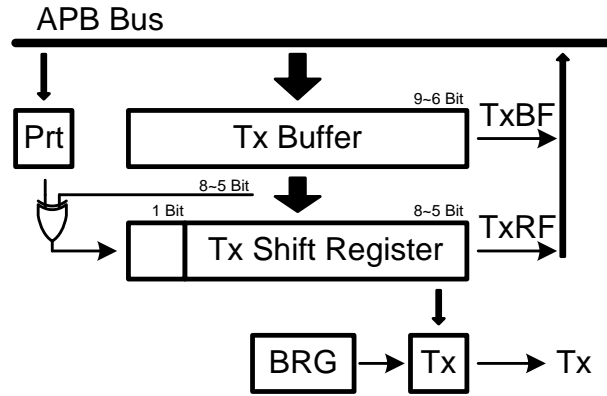 APB Bus
9~6 Bit
Prt
Tx Buffer
TxBF
8~5 Bit
1 Bit
8~5 Bit
Tx Shift Register
TxRF
BRG
Tx
Tx